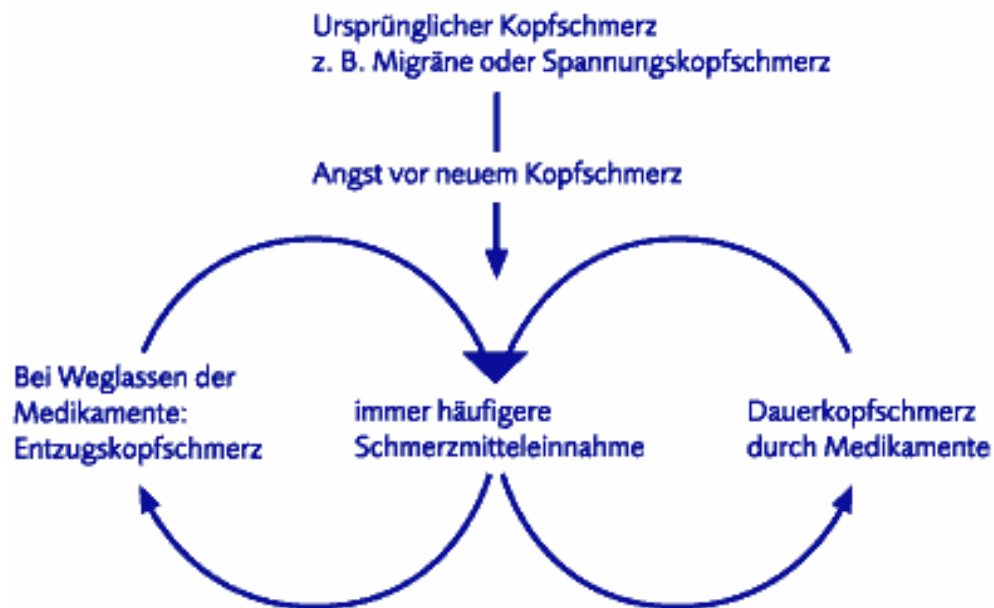 Ursprünglicher Kopfschmerz
z. B. Migräne oder Spannungskopfschmerz
Angst vor neuem Kopfschmerz
Bei Weglassen der
Medikamente:
Entzugskopfschmerz
immer häufigere
Schmerzmitteleinnahme
Dauerkopfschmerz
durch Medikamente